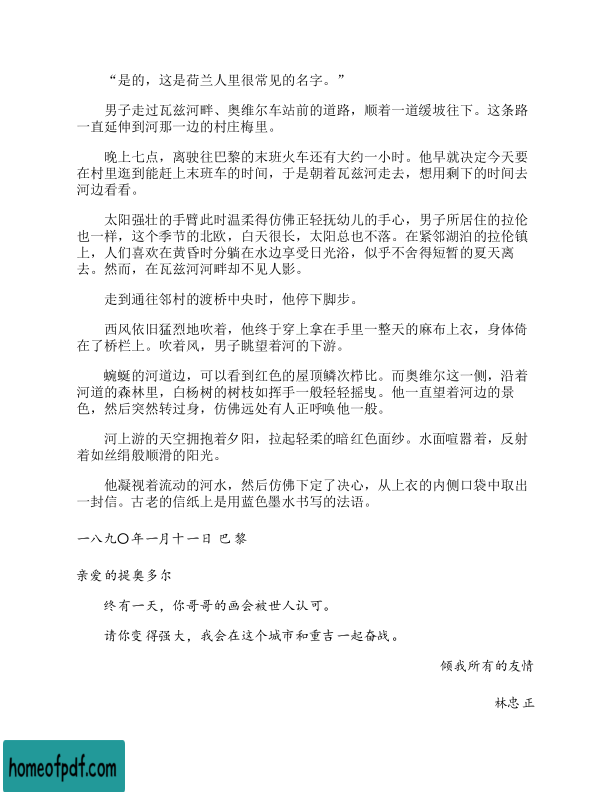 “是的，这是荷兰人里很常见的名字。”
男子走过瓦兹河畔、奥维尔车站前的道路，顺着一道缓坡往下。这条路
一直延伸到河那一边的村庄梅里。
晚上七点，离驶往巴黎的末班火车还有大约一小时。他早就决定今天要
在村里逛到能赶上末班车的时间，于是朝着瓦兹河走去，想用剩下的时间去
河边看看。
太阳强壮的手臂此时温柔得仿佛正轻抚幼儿的手心，男子所居住的拉伦
也一样，这个季节的北欧，白天很长，太阳总也不落。在紧邻湖泊的拉伦镇
上，人们喜欢在黄昏时分躺在水边享受日光浴，似乎不舍得短暂的夏天离
去。然而，在瓦兹河河畔却不见人影。
走到通往邻村的渡桥中央时，他停下脚步。
西风依旧猛烈地吹着，他终于穿上拿在手里一整天的麻布上衣，身体倚
在了桥栏上。吹着风，男子眺望着河的下游。
蜿蜒的河道边，可以看到红色的屋顶鳞次栉比。而奥维尔这一侧，沿着
河道的森林里，白杨树的树枝如挥手一般轻轻摇曳。他一直望着河边的景
色，然后突然转过身，仿佛远处有人正呼唤他一般。
河上游的天空拥抱着夕阳，拉起轻柔的暗红色面纱。水面喧嚣着，反射
着如丝绢般顺滑的阳光。
他凝视着流动的河水，然后仿佛下定了决心，从上衣的内侧口袋中取出
一封信。古老的信纸上是用蓝色墨水书写的法语。
一八九〇年一月十一日 巴黎
亲爱的提奥多尔
终有一天，你哥哥的画会被世人认可。
请你变得强大，我会在这个城市和重吉一起奋战。
倾我所有的友情
林忠正
homeofpdf.com